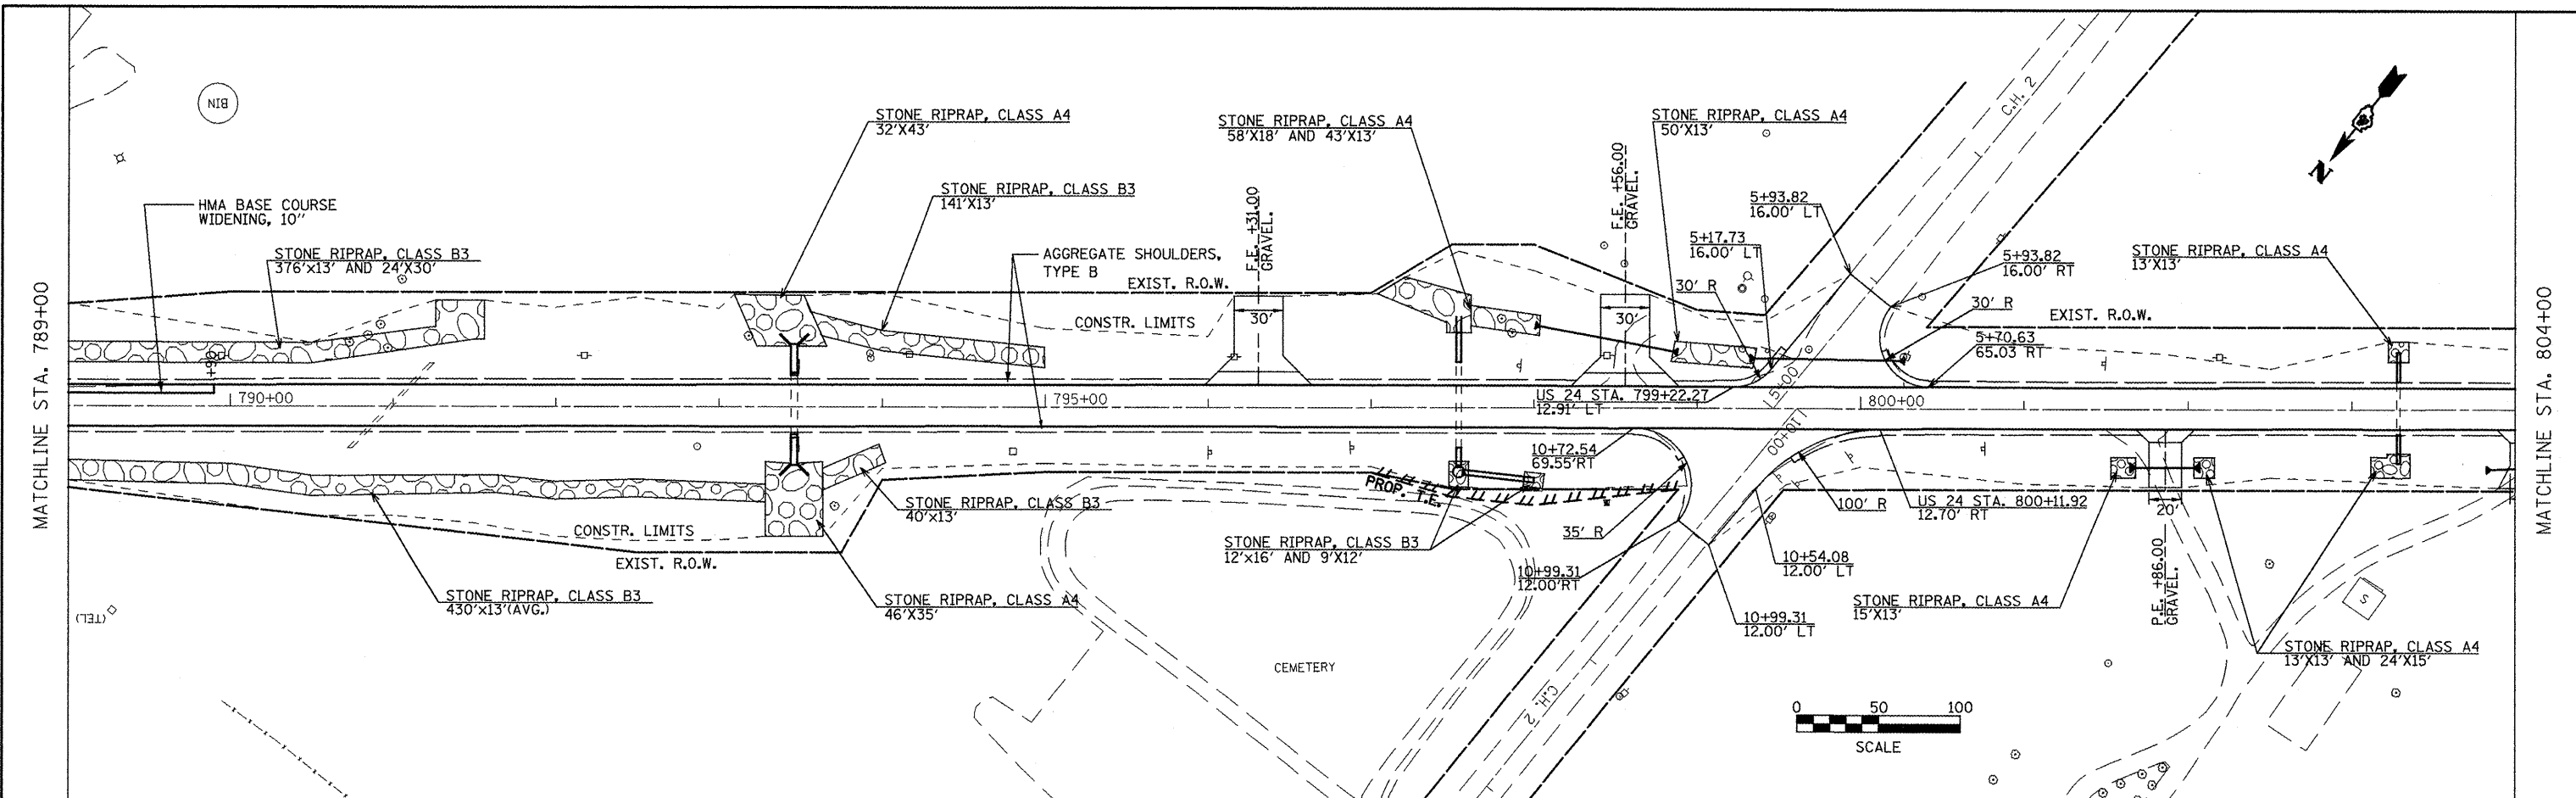 MATCHLINE STA. 789+00
BIN
HMA BASE COURSE
WIDENING, 10"
STONE RIPRAP, CLASS B3
376'x13' AND 24'X30'
STONE RIPRAP, CLASS A4
32'X43'
STONE RIPRAP, CLASS B3
141'X13'
AGGREGATE SHOULDERS,
TYPE B
EXIST. R.O.W.
CONSTR. LIMITS
F.E. +31.00
GRAVEL.
30'
STONE RIPRAP, CLASS A4
58'X18' AND 43'X13'
F.E. +56.00
GRAVEL.
30'
STONE RIPRAP, CLASS A4
50'X13'
5+93.82
16.00' LT
5+17.73
16.00' LT
30' R
C.H. 2
5+93.82
16.00' RT
30' R
EXIST. R.O.W.
5+70.63
65.03 RT
STONE RIPRAP, CLASS A4
13'X13'
N
MATCHLINE STA. 804+00
+90
790+00
795+00
US 24 STA. 799+22.27
12.91' LT
15+00
800+00
11+00
10+72.54
69.55'RT
PROP. T.E.
35' R
100' R
US 24 STA. 800+11.92
12.70' RT
20'
P.E. +86.00
GRAVEL.
STONE RIPRAP, CLASS B3
40'x13'
CONSTR. LIMITS
EXIST. R.O.W.
STONE RIPRAP, CLASS B3
430'x13'(AVG.)
STONE RIPRAP, CLASS A4
46'X35'
STONE RIPRAP, CLASS B3
12'x16' AND 9'X12'
10+99.31
12.00'RT
10+54.08
12.00' LT
10+99.31
12.00' LT
STONE RIPRAP, CLASS A4
15'X13'
STONE RIPRAP, CLASS A4
13'X13' AND 24'X15'
S
(TEL)
CEMETERY
C.H. 2
0 50 100
SCALE